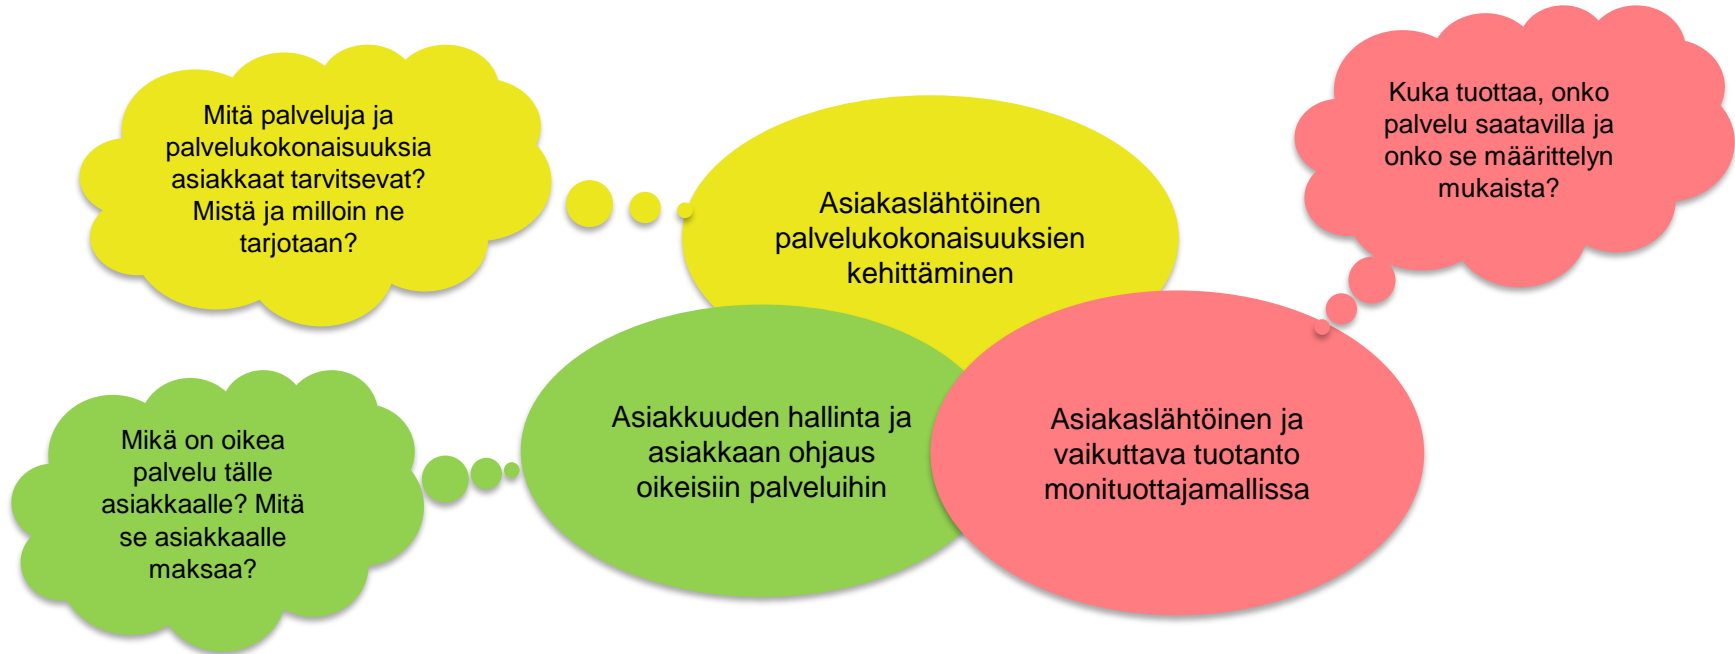 Mitä palveluja ja
palvelukokonaisuuksia
asiakkaat tarvitsevat?
Mistä ja milloin ne
tarjotaan?
Asiakaslähtöinen
palvelukokonaisuuksien
kehittäminen
Kuka tuottaa, onko
palvelu saatavilla ja
onko se määrittelyn
mukaista?
Mikä on oikea
palvelu tälle
asiakkaalle? Mitä
se asiakkaalle
maksaa?
Asiakkuuden hallinta ja
asiakkaan ohjaus
oikeisiin palveluihin
Asiakaslähtöinen ja
vaikuttava tuotanto
monituottajamallissa